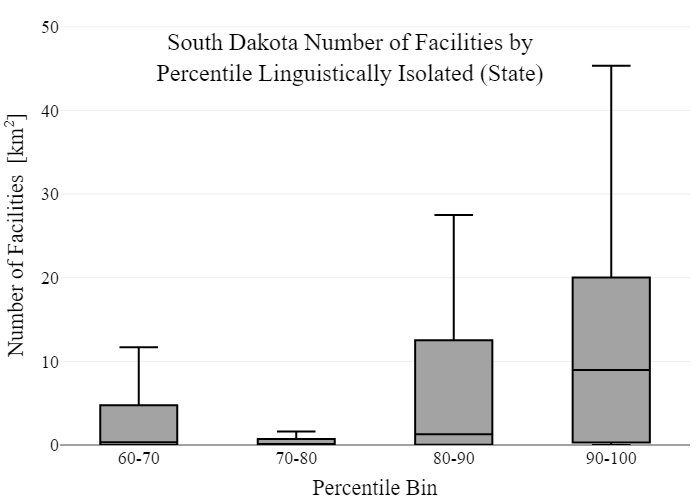 South Dakota Number of Facilities by
Percentile Linguistically Isolated (State)
Number of Facilities [km²]
50
40
30
20
10
0
60-70
70-80
80-90
90-100
Percentile Bin